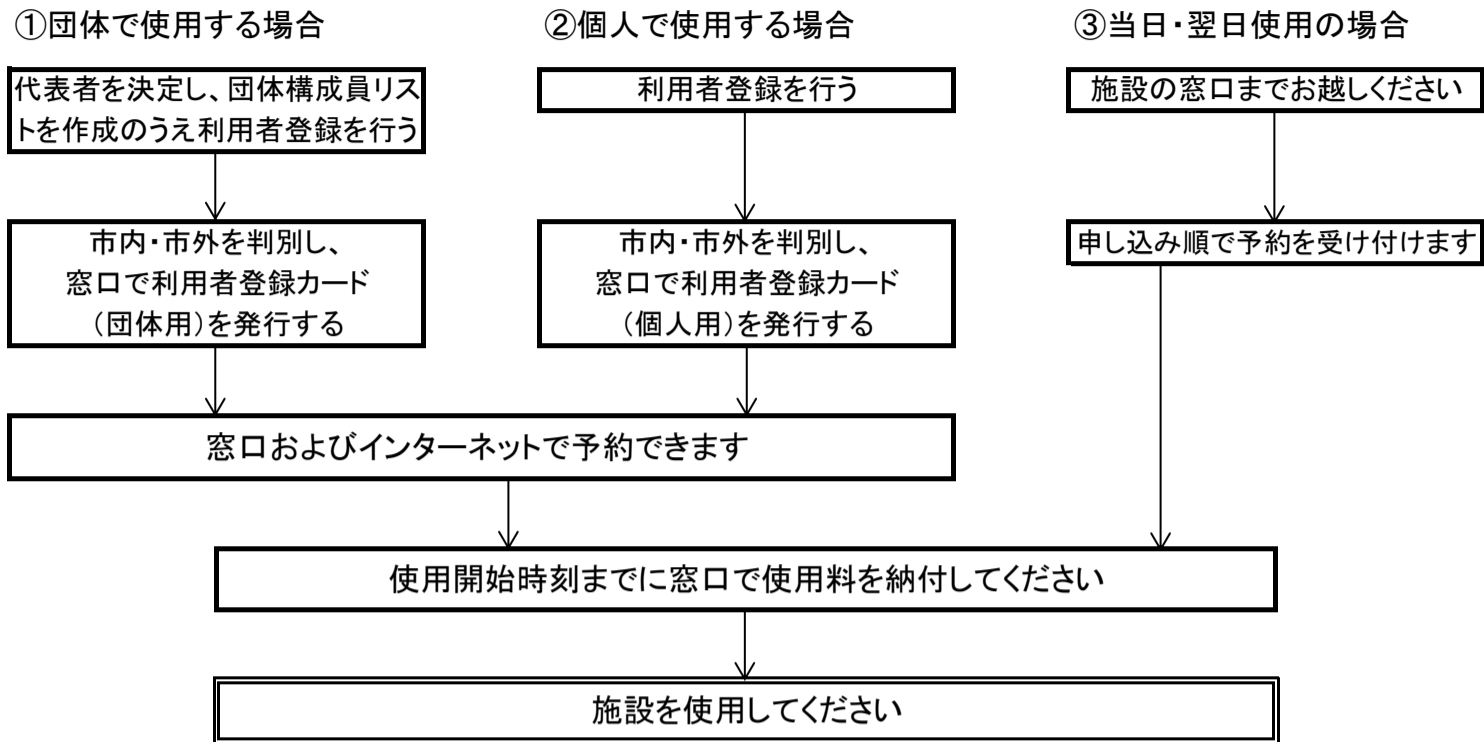 ①団体で使用する場合
②個人で使用する場合
③当日・翌日使用の場合
代表者を決定し、団体構成員リス
トを作成のうえ利用者登録を行う
利用者登録を行う
施設の窓口までお越しください
市内・市外を判別し、
窓口で利用者登録カード
（団体用）を発行する
市内・市外を判別し、
窓口で利用者登録カード
（個人用）を発行する
申し込み順で予約を受け付けます
窓口およびインターネットで予約できます
使用開始時刻までに窓口で使用料を納付してください
施設を使用してください